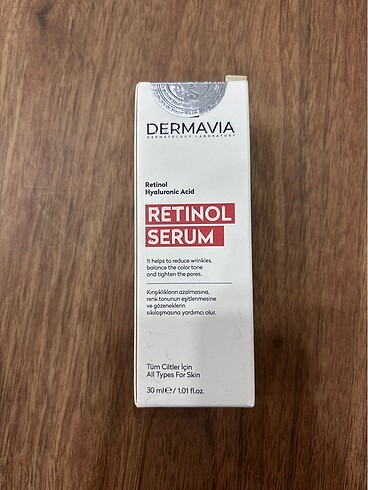 DERMAVIA
DERMATOLOGY LABORATORY
Retinol
Hyaluronic Acid
RETINOL
SERUM
It helps to reduce wrinkles,
balance the color tone
and tighten the pores.
Kırışıklıkların azalmasına,
renk tonunun eşitlenmesine
ve gözeneklerin
sıkılaşmasına yardımcı olur.
Tüm Ciltler İçin
All Types For Skin
30 ml ℮ / 1.01 fl.oz.